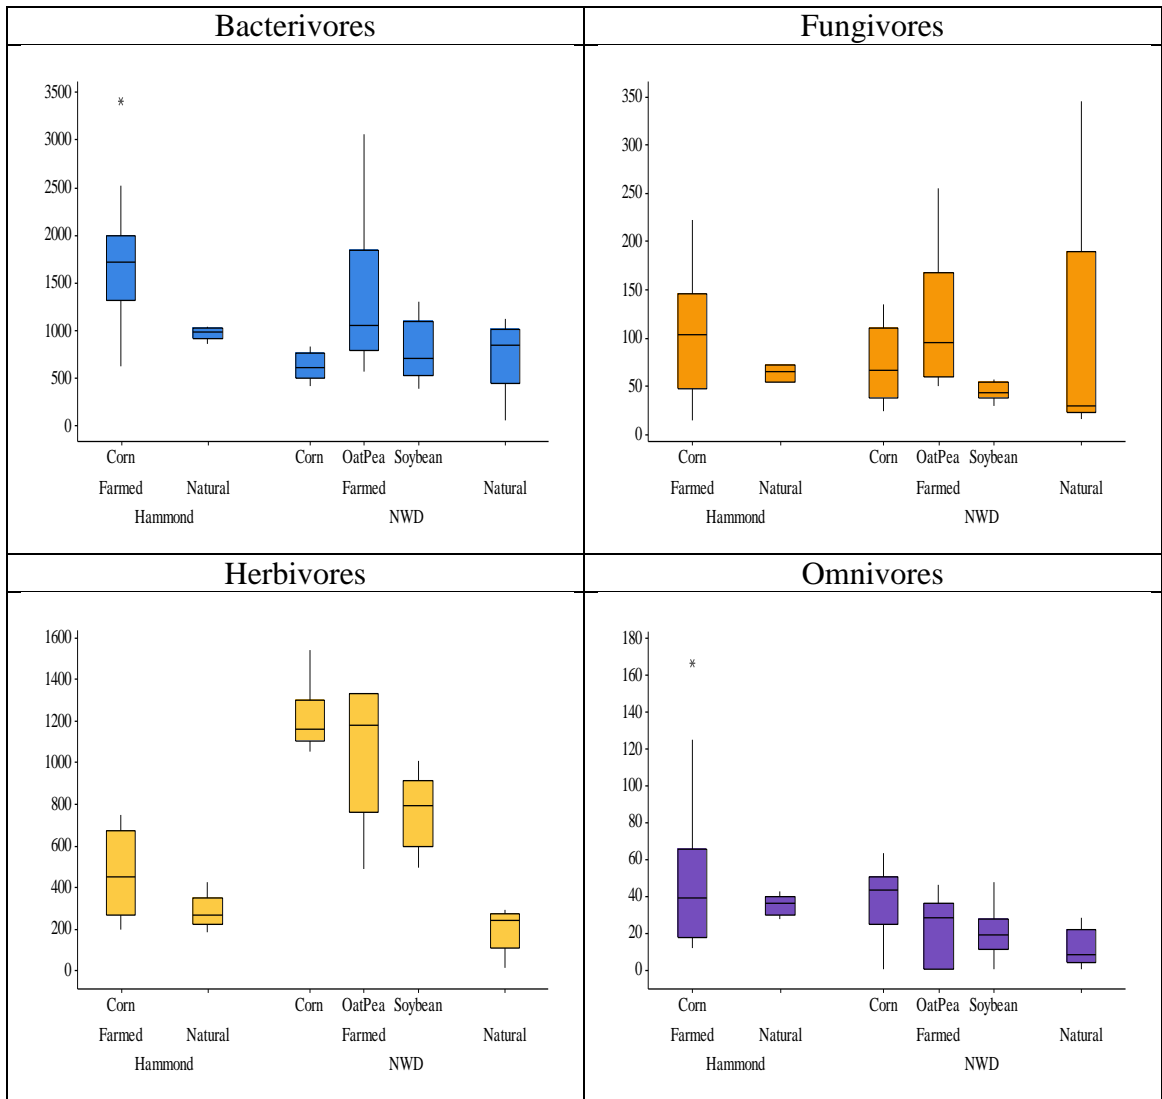 Bacterivores
3500
3000
2500
2000
1500
1000
500
0
*
Corn Corn OatPea Soybean
Farmed Natural Farmed Natural
Hammond NWD
Fungivores
350
300
250
200
150
100
50
0
Corn Corn OatPea Soybean
Farmed Natural Farmed Natural
Hammond NWD
Herbivores
1600
1400
1200
1000
800
600
400
200
0
Corn Corn OatPea Soybean
Farmed Natural Farmed Natural
Hammond NWD
Omnivores
180
160
140
120
100
80
60
40
20
0
*
Corn Corn OatPea Soybean
Farmed Natural Farmed Natural
Hammond NWD